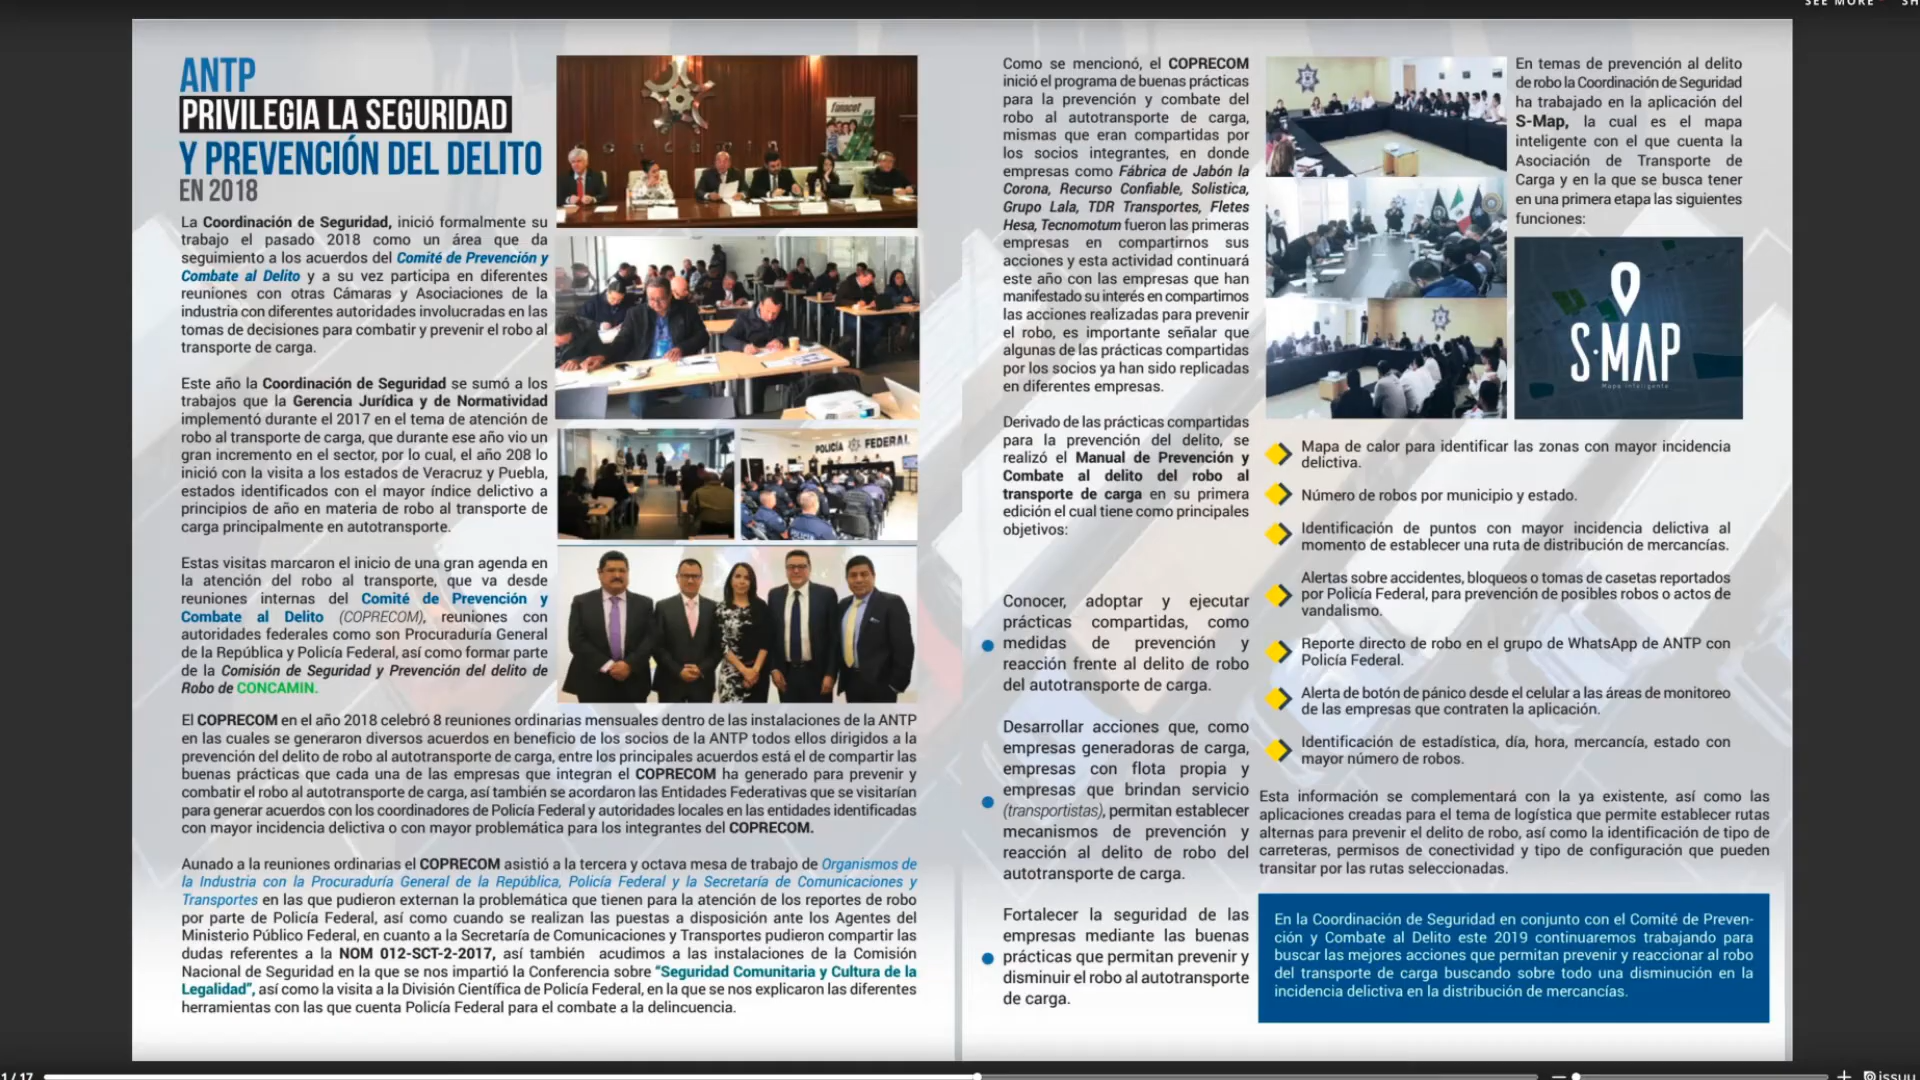 SEE MORE
ANTP
PRIVILEGIA LA SEGURIDAD
Y PREVENCIÓN DEL DELITO
EN 2018
La Coordinación de Seguridad, inició formalmente su
trabajo el pasado 2018 como un área que da
seguimiento a los acuerdos del Comité de Prevención y
Combate al Delito y a su vez participa en diferentes
reuniones con otras Cámaras y Asociaciones de la
industria con diferentes autoridades involucradas en las
tomas de decisiones para combatir y prevenir el robo al
transporte de carga.
Este año la Coordinación de Seguridad se sumó a los
trabajos que la Gerencia Jurídica y de Normatividad
implementó durante el 2017 en el tema de atención de
robo al transporte de carga, que durante ese año vio un
gran incremento en el sector, por lo cual, el año 208 lo
inició con la visita a los estados de Veracruz y Puebla,
estados identificados con el mayor índice delictivo a
principios de año en materia de robo al transporte de
carga principalmente en autotransporte.
Estas visitas marcaron el inicio de una gran agenda en
la atención del robo al transporte, que va desde
reuniones internas del Comité de Prevención y
Combate al Delito (COPRECOM), reuniones con
autoridades federales como son Procuraduría General
de la República y Policía Federal, así como formar parte
de la Comisión de Seguridad y Prevención del delito de
Robo de CONCAMIN.
El COPRECOM en el año 2018 celebró 8 reuniones ordinarias mensuales dentro de las instalaciones de la ANTP
en las cuales se generaron diversos acuerdos en beneficio de los socios de la ANTP todos ellos dirigidos a la
prevención del delito de robo al autotransporte de carga, entre los principales acuerdos está el de compartir las
buenas prácticas que cada una de las empresas que integran el COPRECOM ha generado para prevenir y
combatir el robo al autotransporte de carga, así también se acordaron las Entidades Federativas que se visitarían
para generar acuerdos con los coordinadores de Policía Federal y autoridades locales en las entidades identificadas
con mayor incidencia delictiva o con mayor problemática para los integrantes del COPRECOM.
Aunado a la reuniones ordinarias el COPRECOM asistió a la tercera y octava mesa de trabajo de Organismos de
la Industria con la Procuraduría General de la República, Policía Federal y la Secretaría de Comunicaciones y
Transportes en las que pudieron externan la problemática que tienen para la atención de los reportes de robo
por parte de Policía Federal, así como cuando se realizan las puestas a disposición ante los Agentes del
Ministerio Público Federal, en cuanto a la Secretaría de Comunicaciones y Transportes pudieron compartir las
dudas referentes a la NOM 012-SCT-2-2017, así también acudimos a las instalaciones de la Comisión
Nacional de Seguridad en la que se nos impartió la Conferencia sobre “Seguridad Comunitaria y Cultura de la
Legalidad”, así como la visita a la División Científica de Policía Federal, en la que se nos explicaron las diferentes
herramientas con las que cuenta Policía Federal para el combate a la delincuencia.
fonacot
POLICÍA FEDERAL
Como se mencionó, el COPRECOM
inició el programa de buenas prácticas
para la prevención y combate del
robo al autotransporte de carga,
mismas que eran compartidas por
los socios integrantes, en donde
empresas como Fábrica de Jabón la
Corona, Recurso Confiable, Solistica,
Grupo Lala, TDR Transportes, Fletes
Hesa, Tecnomotum fueron las primeras
empresas en compartirnos sus
acciones y esta actividad continuará
este año con las empresas que han
manifestado su interés en compartirnos
las acciones realizadas para prevenir
el robo, es importante señalar que
algunas de las prácticas compartidas
por los socios ya han sido replicadas
en diferentes empresas.
Derivado de las prácticas compartidas
para la prevención del delito, se
realizó el Manual de Prevención y
Combate al delito del robo al
transporte de carga en su primera
edición el cual tiene como principales
objetivos:
Conocer, adoptar y ejecutar
prácticas compartidas, como
medidas de prevención y
reacción frente al delito de robo
del autotransporte de carga.
Desarrollar acciones que, como
empresas generadoras de carga,
empresas con flota propia y
empresas que brindan servicio
(transportistas), permitan establecer
mecanismos de prevención y
reacción al delito de robo del
autotransporte de carga.
Fortalecer la seguridad de las
empresas mediante las buenas
prácticas que permitan prevenir y
disminuir el robo al autotransporte
de carga.
En temas de prevención al delito
de robo la Coordinación de Seguridad
ha trabajado en la aplicación del
S-Map, la cual es el mapa
inteligente con el que cuenta la
Asociación de Transporte de
Carga y en la que se busca tener
en una primera etapa las siguientes
funciones:
S·MAP
Mapa inteligente
Mapa de calor para identificar las zonas con mayor incidencia
delictiva.
Número de robos por municipio y estado.
Identificación de puntos con mayor incidencia delictiva al
momento de establecer una ruta de distribución de mercancías.
Alertas sobre accidentes, bloqueos o tomas de casetas reportados
por Policía Federal, para prevención de posibles robos o actos de
vandalismo.
Reporte directo de robo en el grupo de WhatsApp de ANTP con
Policía Federal.
Alerta de botón de pánico desde el celular a las áreas de monitoreo
de las empresas que contraten la aplicación.
Identificación de estadística, día, hora, mercancía, estado con
mayor número de robos.
Esta información se complementará con la ya existente, así como las
aplicaciones creadas para el tema de logística que permite establecer rutas
alternas para prevenir el delito de robo, así como la identificación de tipo de
carreteras, permisos de conectividad y tipo de configuración que pueden
transitar por las rutas seleccionadas.
En la Coordinación de Seguridad en conjunto con el Comité de Preven-
ción y Combate al Delito este 2019 continuaremos trabajando para
buscar las mejores acciones que permitan prevenir y reaccionar al robo
del transporte de carga buscando sobre todo una disminución en la
incidencia delictiva en la distribución de mercancías.
1 / 17
issuu